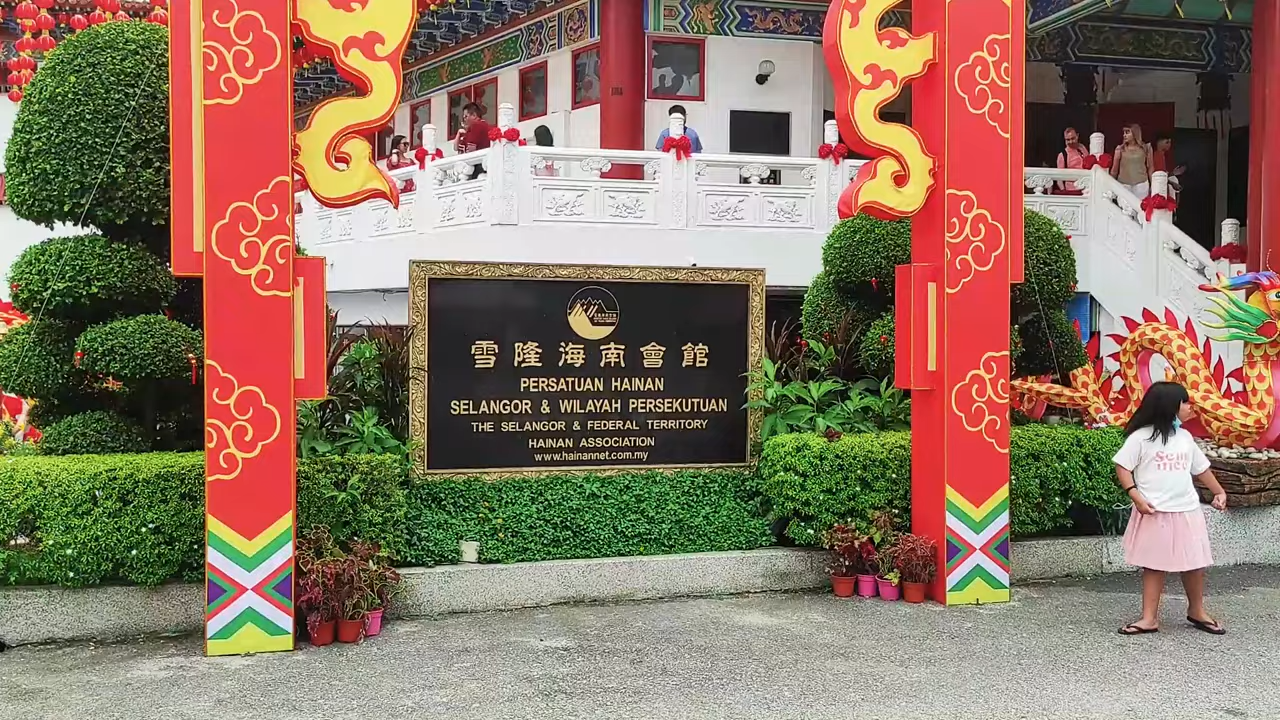 雪隆海南會館
PERSATUAN HAINAN
SELANGOR & WILAYAH PERSEKUTUAN
THE SELANGOR & FEDERAL TERRITORY
HAINAN ASSOCIATION
www.hainannet.com.my